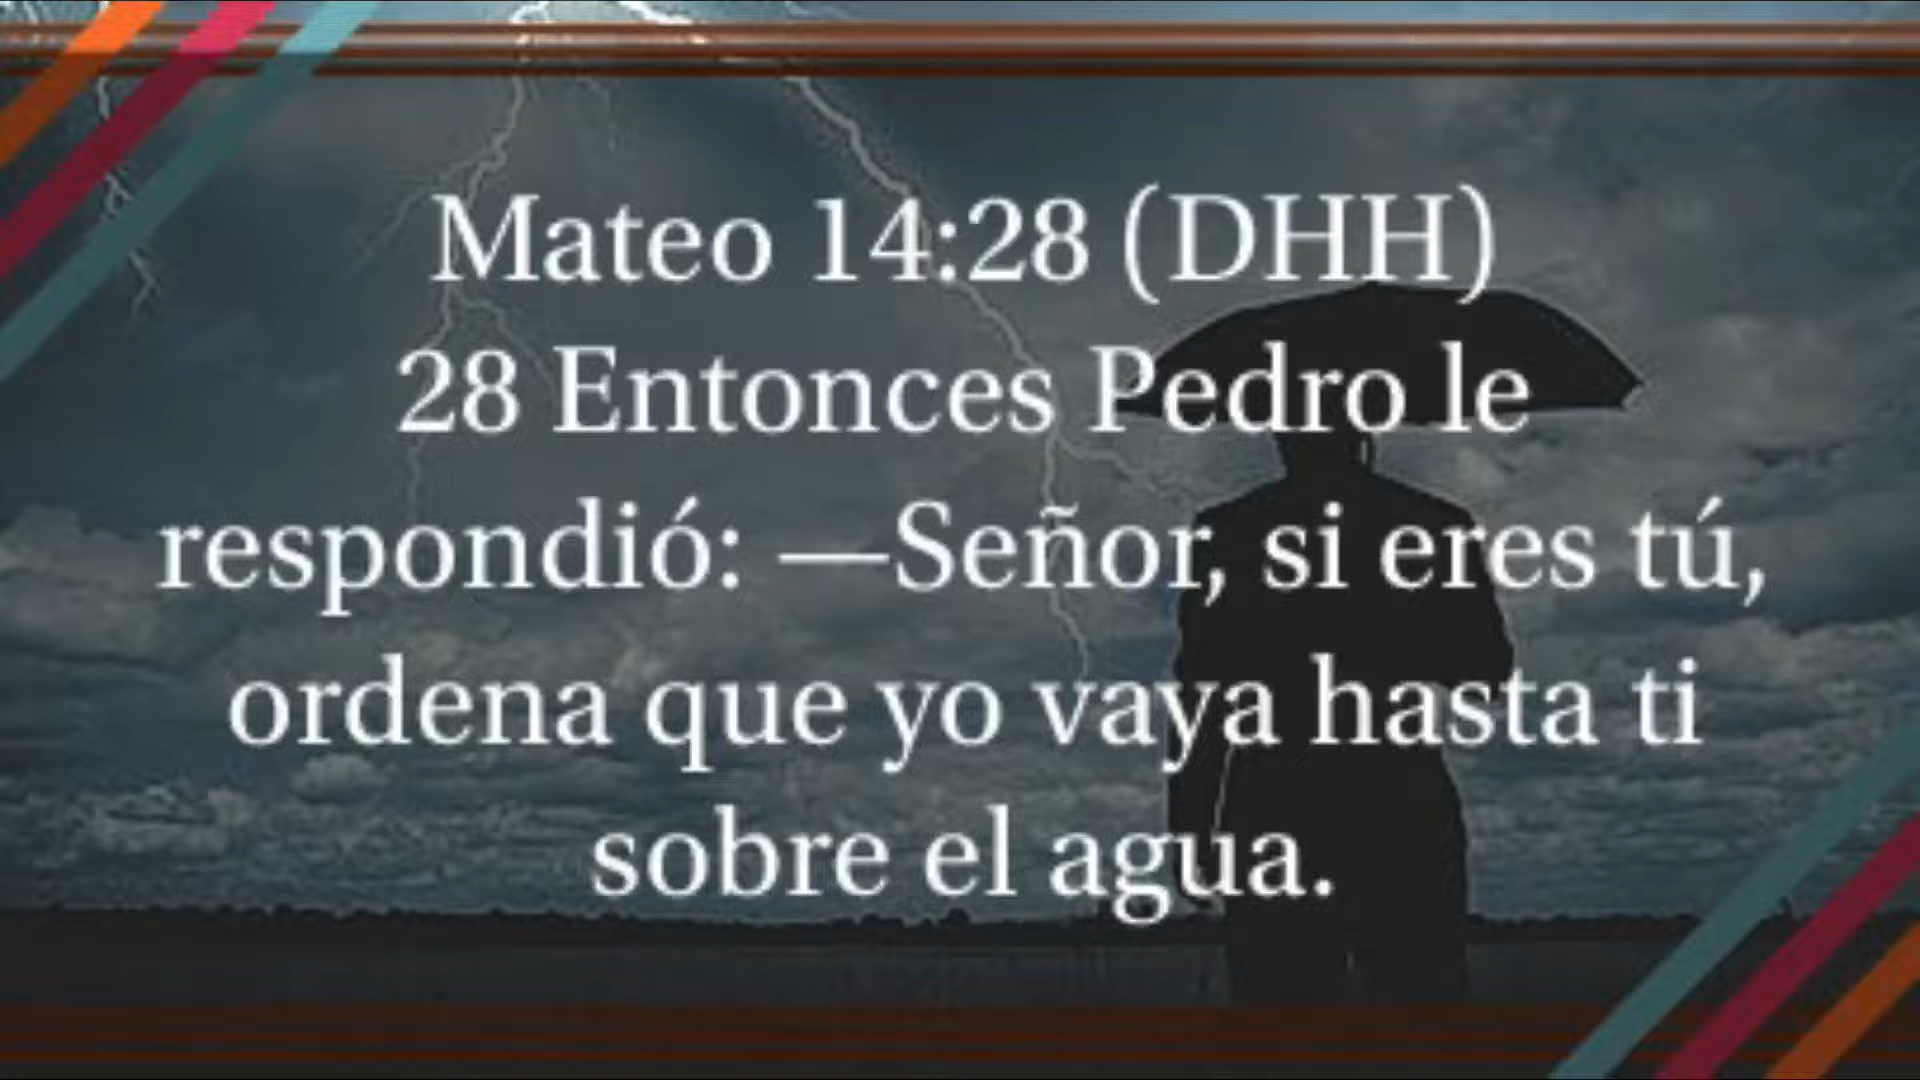 Mateo 14:28 (DHH)
28 Entonces Pedro le
respondió: —Señor, si eres tú,
ordena que yo vaya hasta ti
sobre el agua.